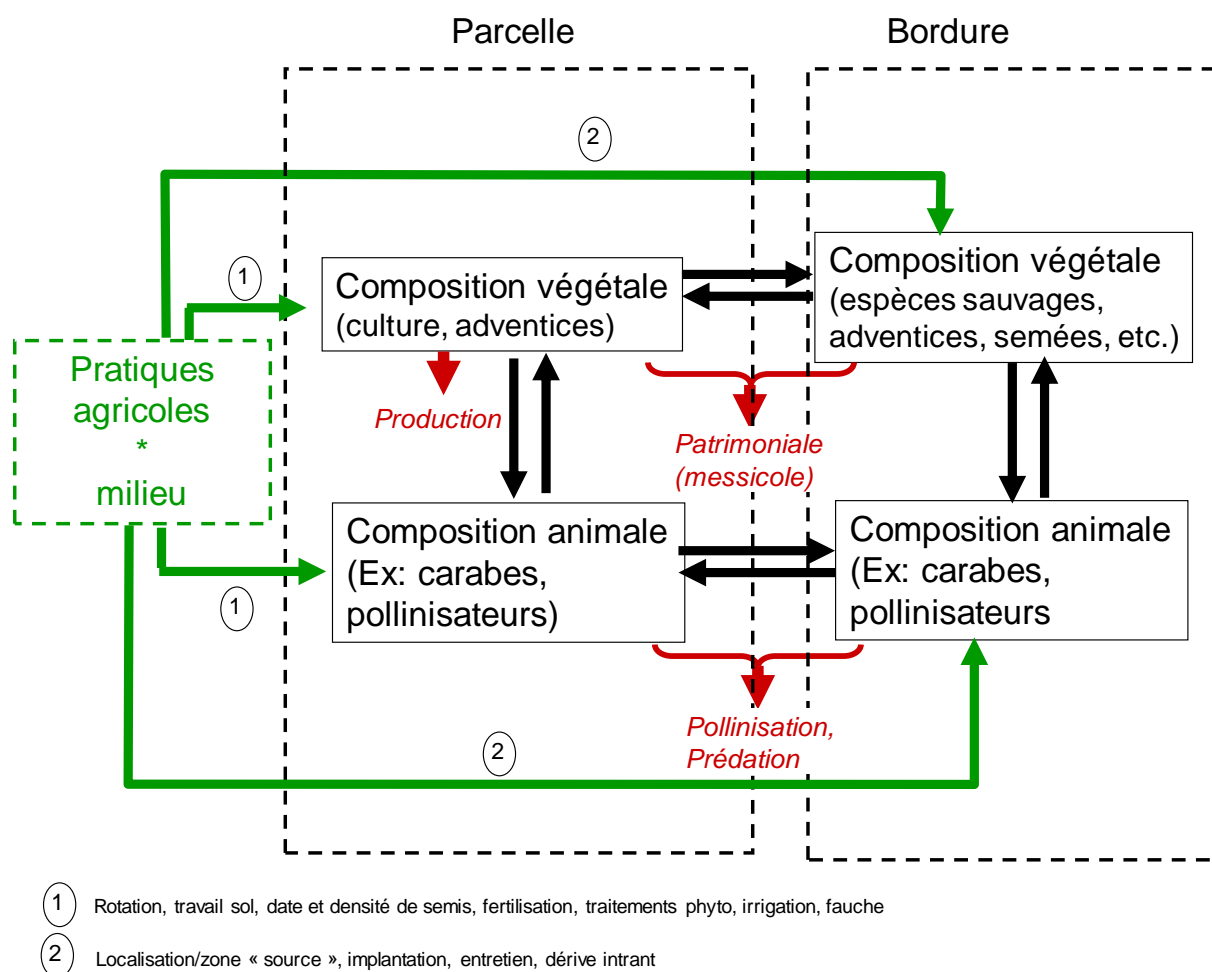 Parcelle
Bordure
2
1
Composition végétale
(culture, adventices)
Composition végétale
(espèces sauvages,
adventices, semées, etc.)
Pratiques
agricoles
*
milieu
Production
Patrimoniale
(messicole)
Composition animale
(Ex: carabes,
pollinisateurs)
Composition animale
(Ex: carabes,
pollinisateurs
1
Pollinisation,
Prédation
2
1 Rotation, travail sol, date et densité de semis, fertilisation, traitements phyto, irrigation, fauche
2 Localisation/zone « source », implantation, entretien, dérive intrant